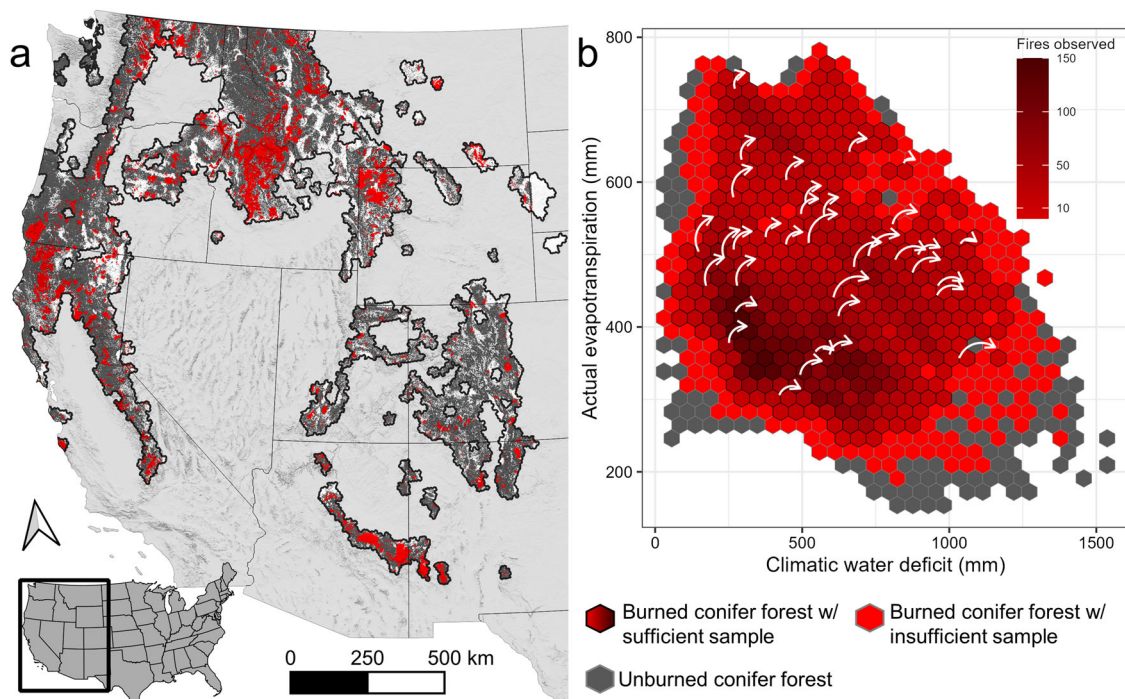 a
0 250 500 km
b
Fires observed
150
100
50
10
800
600
400
200
Actual evapotranspiration (mm)
0 500 1000 1500
Climatic water deficit (mm)
Burned conifer forest w/
sufficient sample
Burned conifer forest w/
insufficient sample
Unburned conifer forest